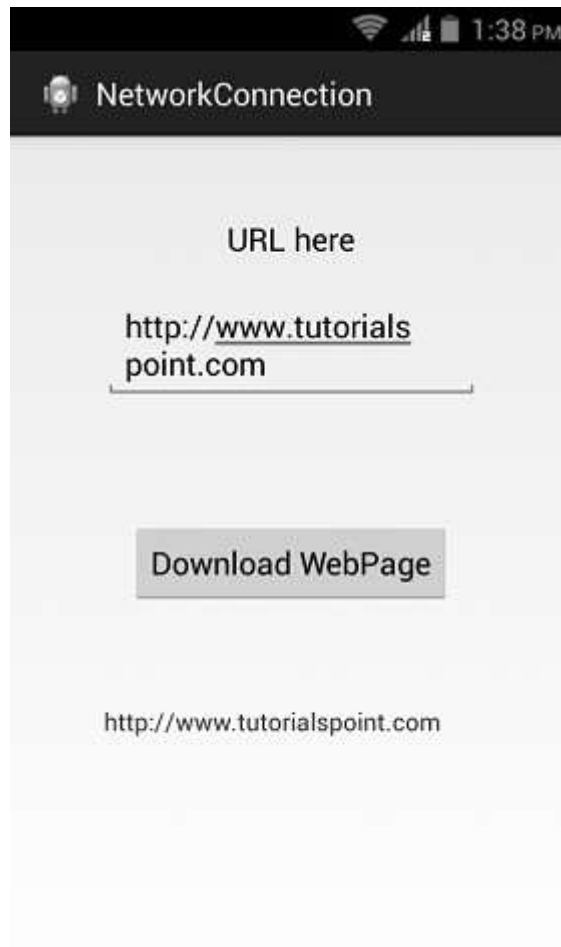 1:38 PM
NetworkConnection
URL here
http://www.tutorials
point.com
Download WebPage
http://www.tutorialspoint.com